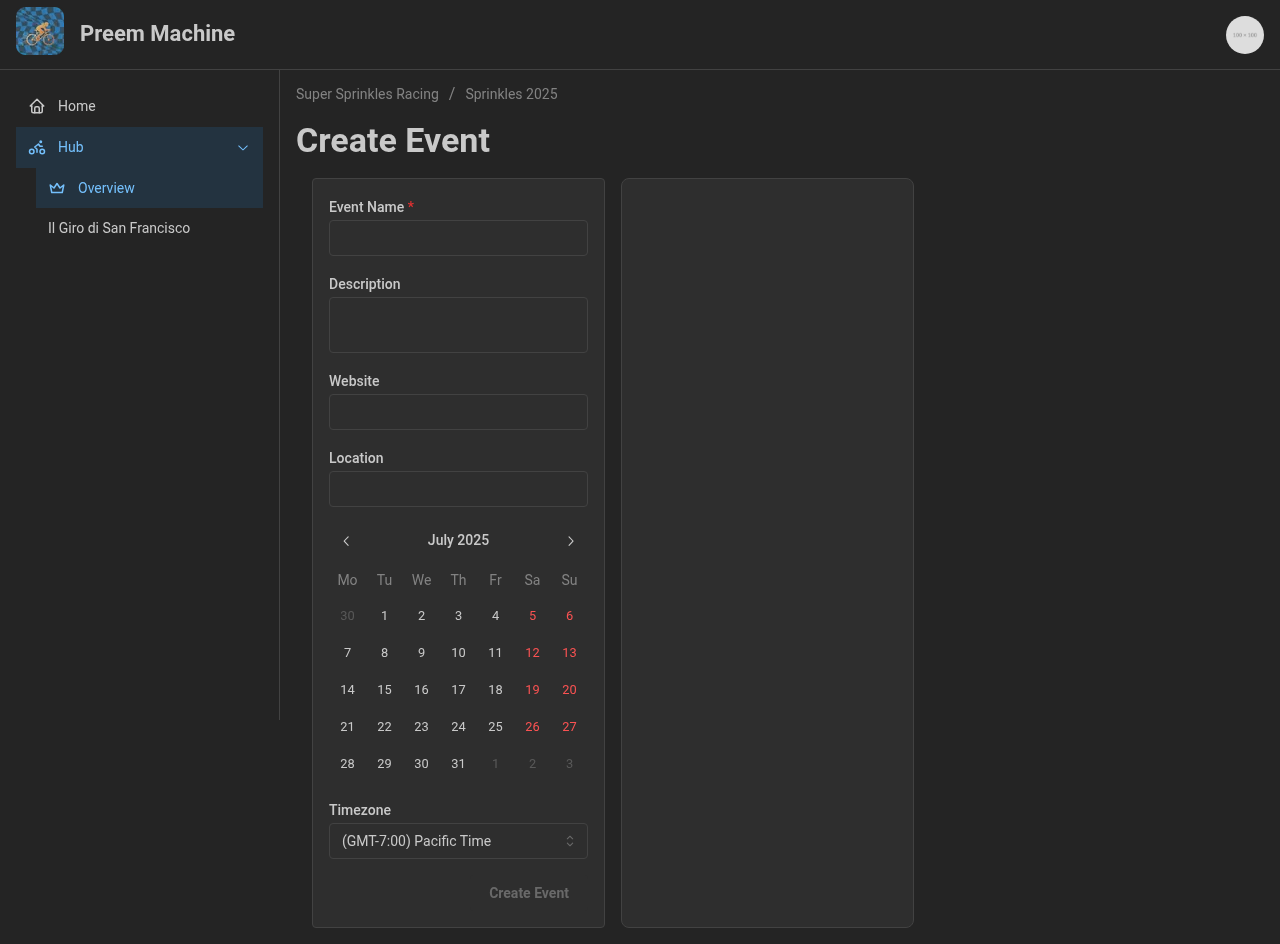 Preem Machine
100 × 100
Home
Hub
Overview
Il Giro di San Francisco
Super Sprinkles Racing / Sprinkles 2025
Create Event
Event Name *
Description
Website
Location
July 2025
Mo Tu We Th Fr Sa Su
30 1 2 3 4 5 6
7 8 9 10 11 12 13
14 15 16 17 18 19 20
21 22 23 24 25 26 27
28 29 30 31 1 2 3
Timezone
(GMT-7:00) Pacific Time
Create Event